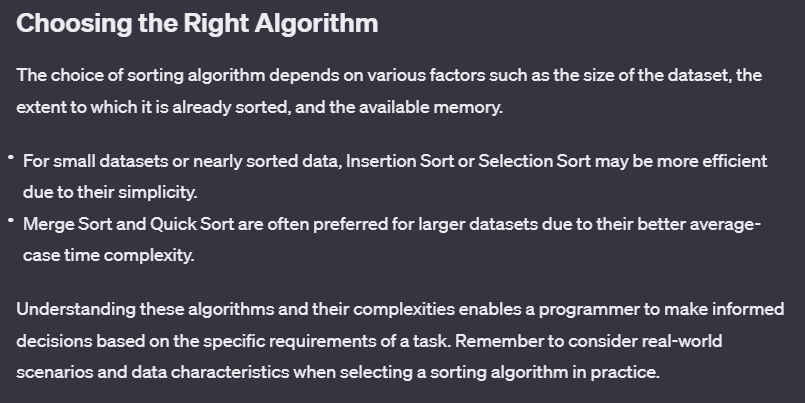 Choosing the Right Algorithm
The choice of sorting algorithm depends on various factors such as the size of the dataset, the
extent to which it is already sorted, and the available memory.
• For small datasets or nearly sorted data, Insertion Sort or Selection Sort may be more efficient
due to their simplicity.
• Merge Sort and Quick Sort are often preferred for larger datasets due to their better average-
case time complexity.
Understanding these algorithms and their complexities enables a programmer to make informed
decisions based on the specific requirements of a task. Remember to consider real-world
scenarios and data characteristics when selecting a sorting algorithm in practice.